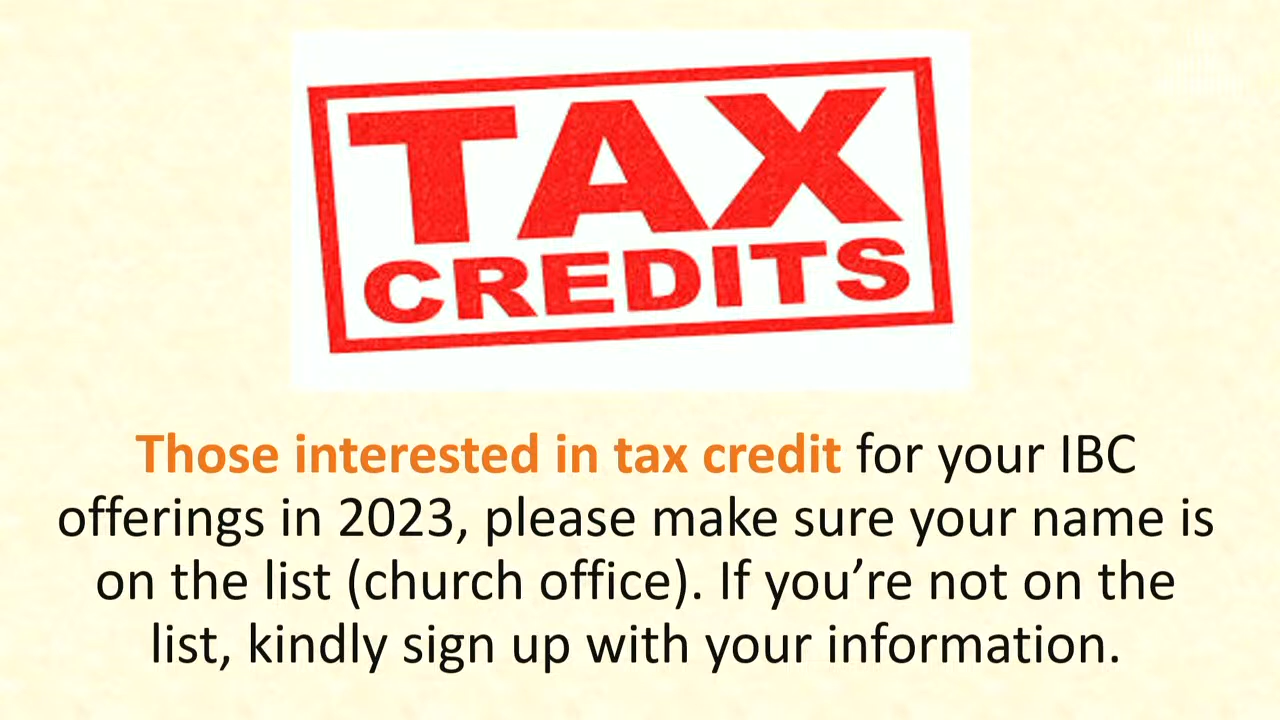 TAX
CREDITS
Those interested in tax credit for your IBC
offerings in 2023, please make sure your name is
on the list (church office). If you’re not on the
list, kindly sign up with your information.